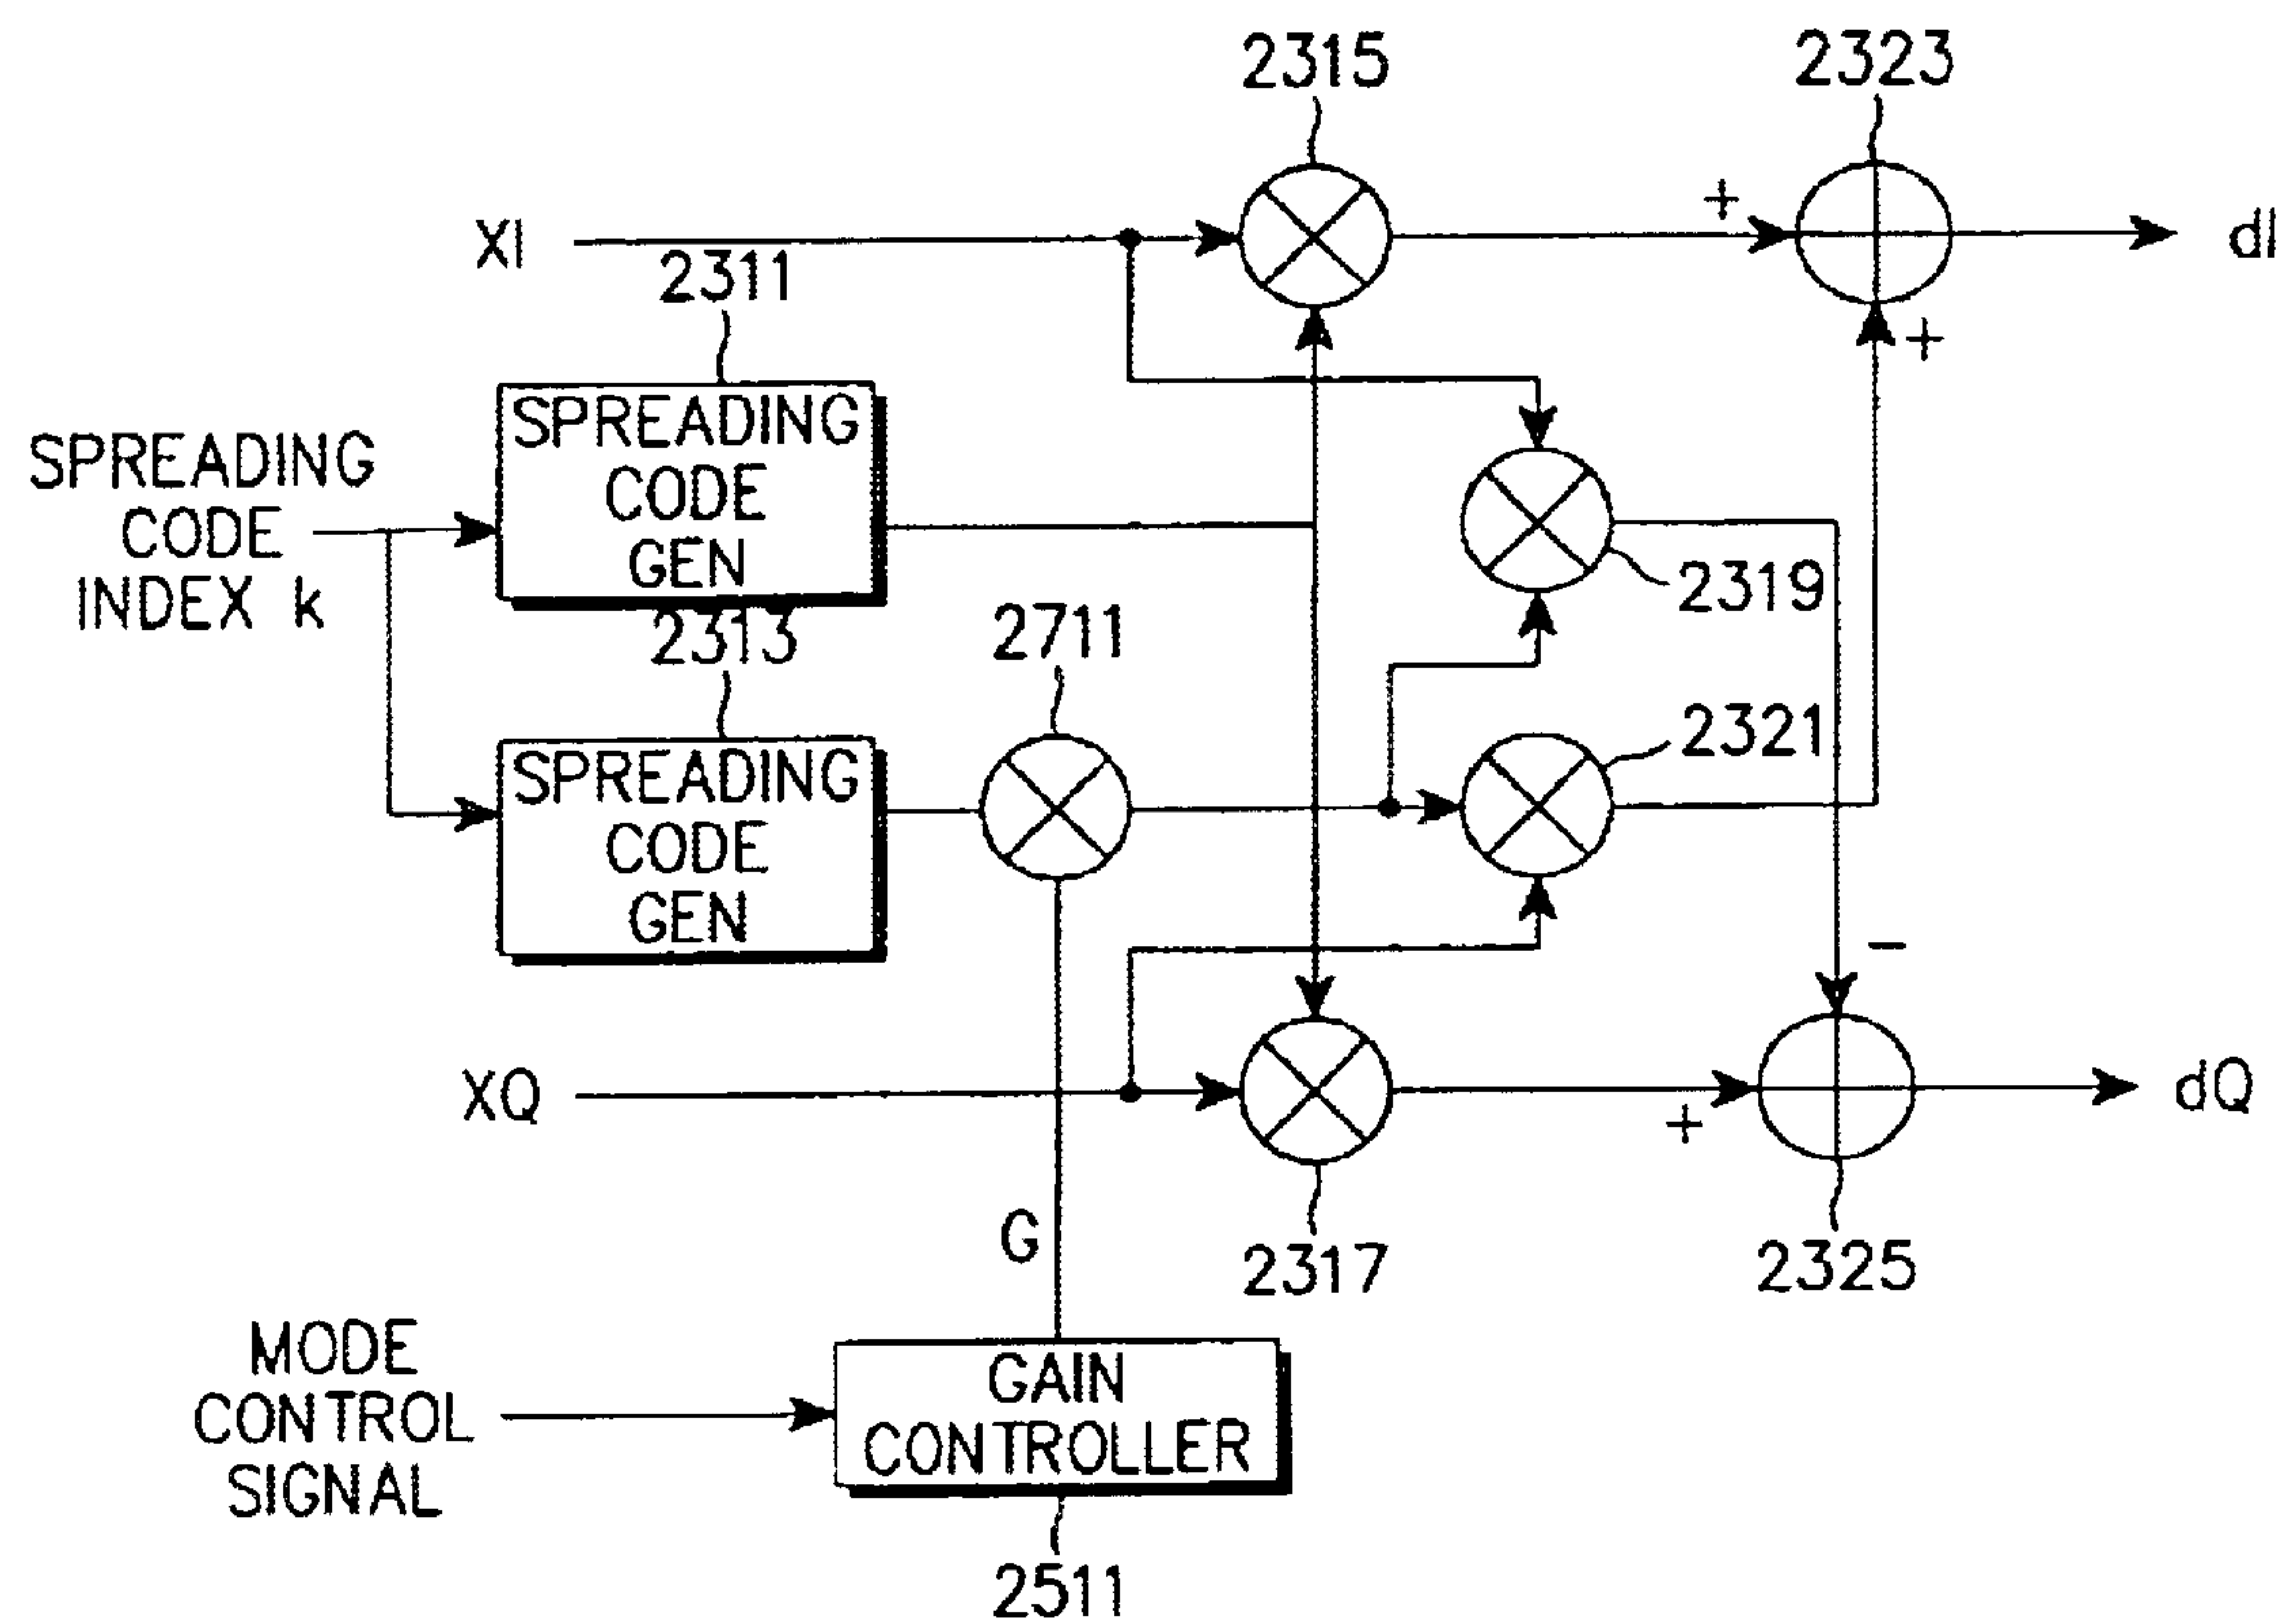 2315
2323
+
XI
dI
2311
+
SPREADING
CODE
GEN
SPREADING
CODE
INDEX k
2319
2313
2711
2321
SPREADING
CODE
GEN
−
XQ
dQ
+
G
2317
2325
MODE
CONTROL
SIGNAL
GAIN
CONTROLLER
2511